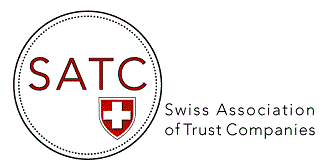 SATC
Swiss Association
of Trust Companies